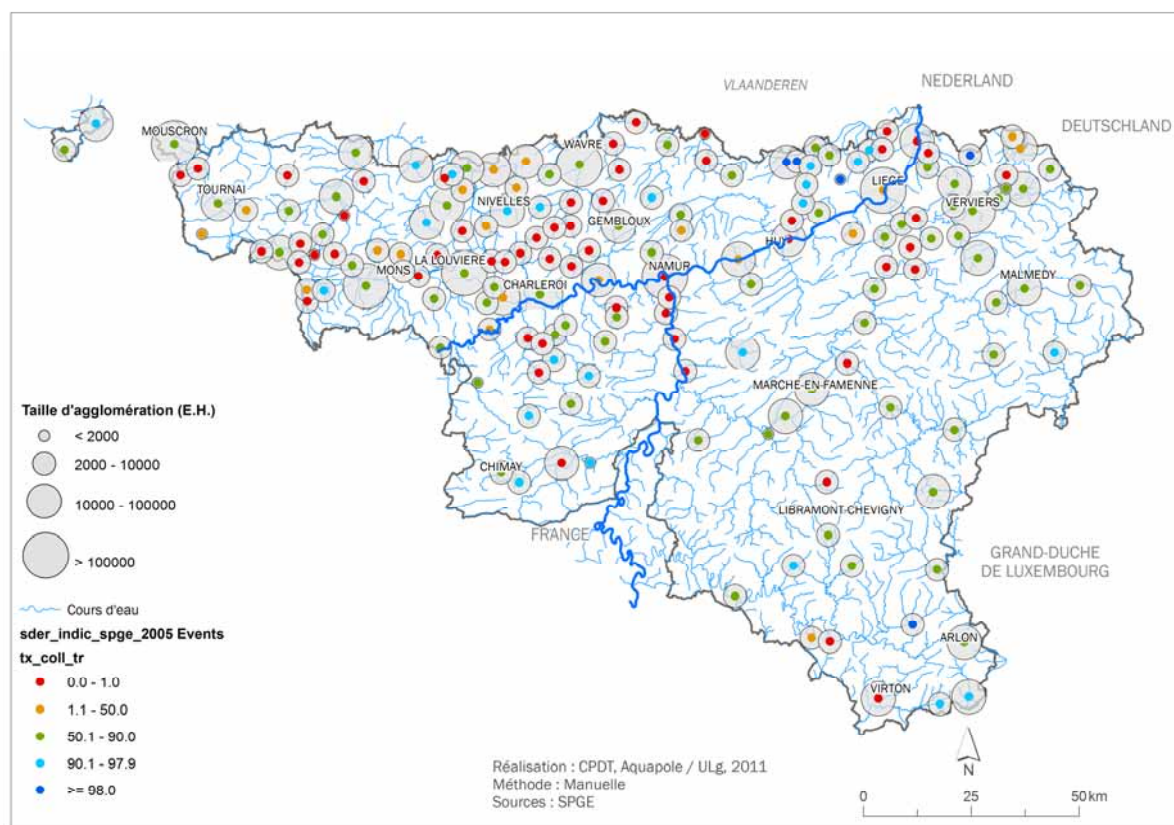 VLAANDEREN
NEDERLAND
DEUTSCHLAND
MOUSCRON
WAVRE
TOURNAI
LIEGE
NIVELLES
VERVIERS
GEMBLOUX
HUY
LA LOUVIERE
MONS
NAMUR
CHARLEROI
MALMEDY
MARCHE-EN-FAMENNE
CHIMAY
LIBRAMONT-CHEVIGNY
FRANCE
GRAND-DUCHE
DE LUXEMBOURG
ARLON
VIRTON
Taille d'agglomération (E.H.)
< 2000
2000 - 10000
10000 - 100000
> 100000
Cours d'eau
sder_indic_spge_2005 Events
tx_coll_tr
0.0 - 1.0
1.1 - 50.0
50.1 - 90.0
90.1 - 97.9
>= 98.0
Réalisation : CPDT, Aquapole / ULg, 2011
Méthode : Manuelle
Sources : SPGE
N
0 25 50 km